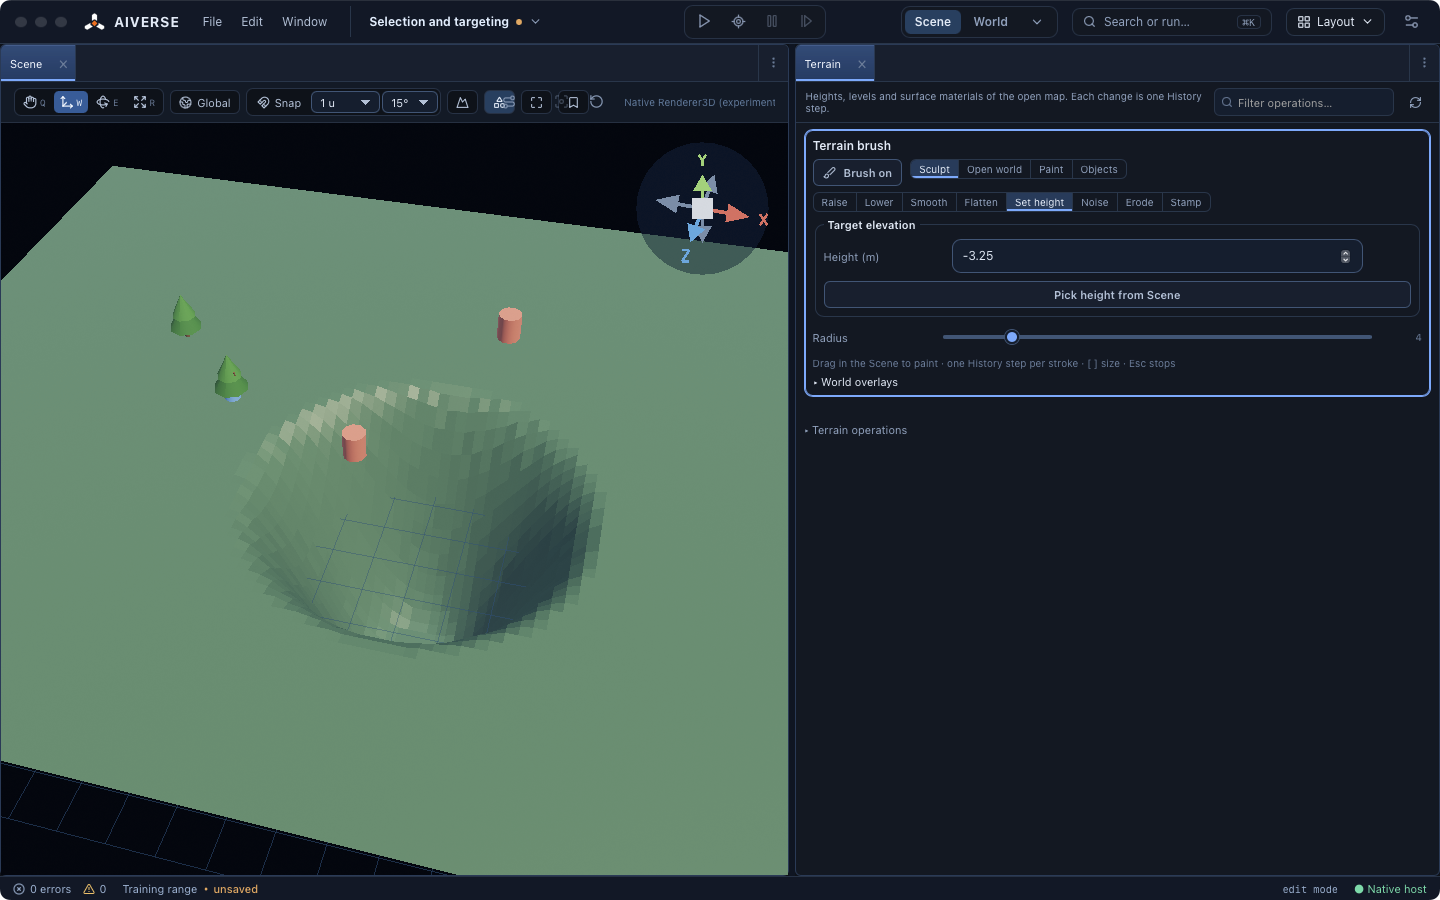 AIVERSE File Edit Window Selection and targeting Scene World Search or run... ⌘K Layout
Scene
Q W E R Global Snap 1 u 15° Native Renderer3D (experiment
Y
X
Z
Terrain
Heights, levels and surface materials of the open map. Each change is one History
step.
Filter operations...
Terrain brush
Brush on Sculpt Open world Paint Objects
Raise Lower Smooth Flatten Set height Noise Erode Stamp
Target elevation
Height (m) -3.25
Pick height from Scene
Radius 4
Drag in the Scene to paint · one History step per stroke · [ ] size · Esc stops
World overlays
Terrain operations
0 errors 0 Training range • unsaved edit mode Native host